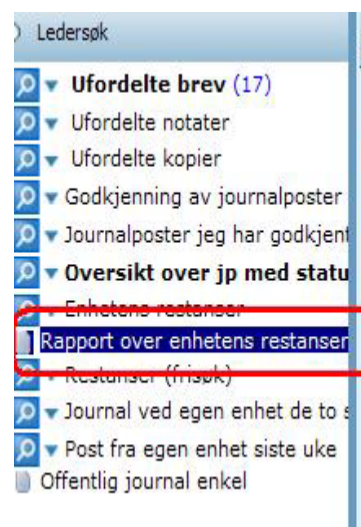 Ledersøk
Ufordelte brev (17)
Ufordelte notater
Ufordelte kopier
Godkjenning av journalposter
Journalposter jeg har godkjent
Oversikt over jp med statu
Enhetens restanser
Rapport over enhetens restanser
Restanser (frisøk)
Journal ved egen enhet de to s
Post fra egen enhet siste uke
Offentlig journal enkel